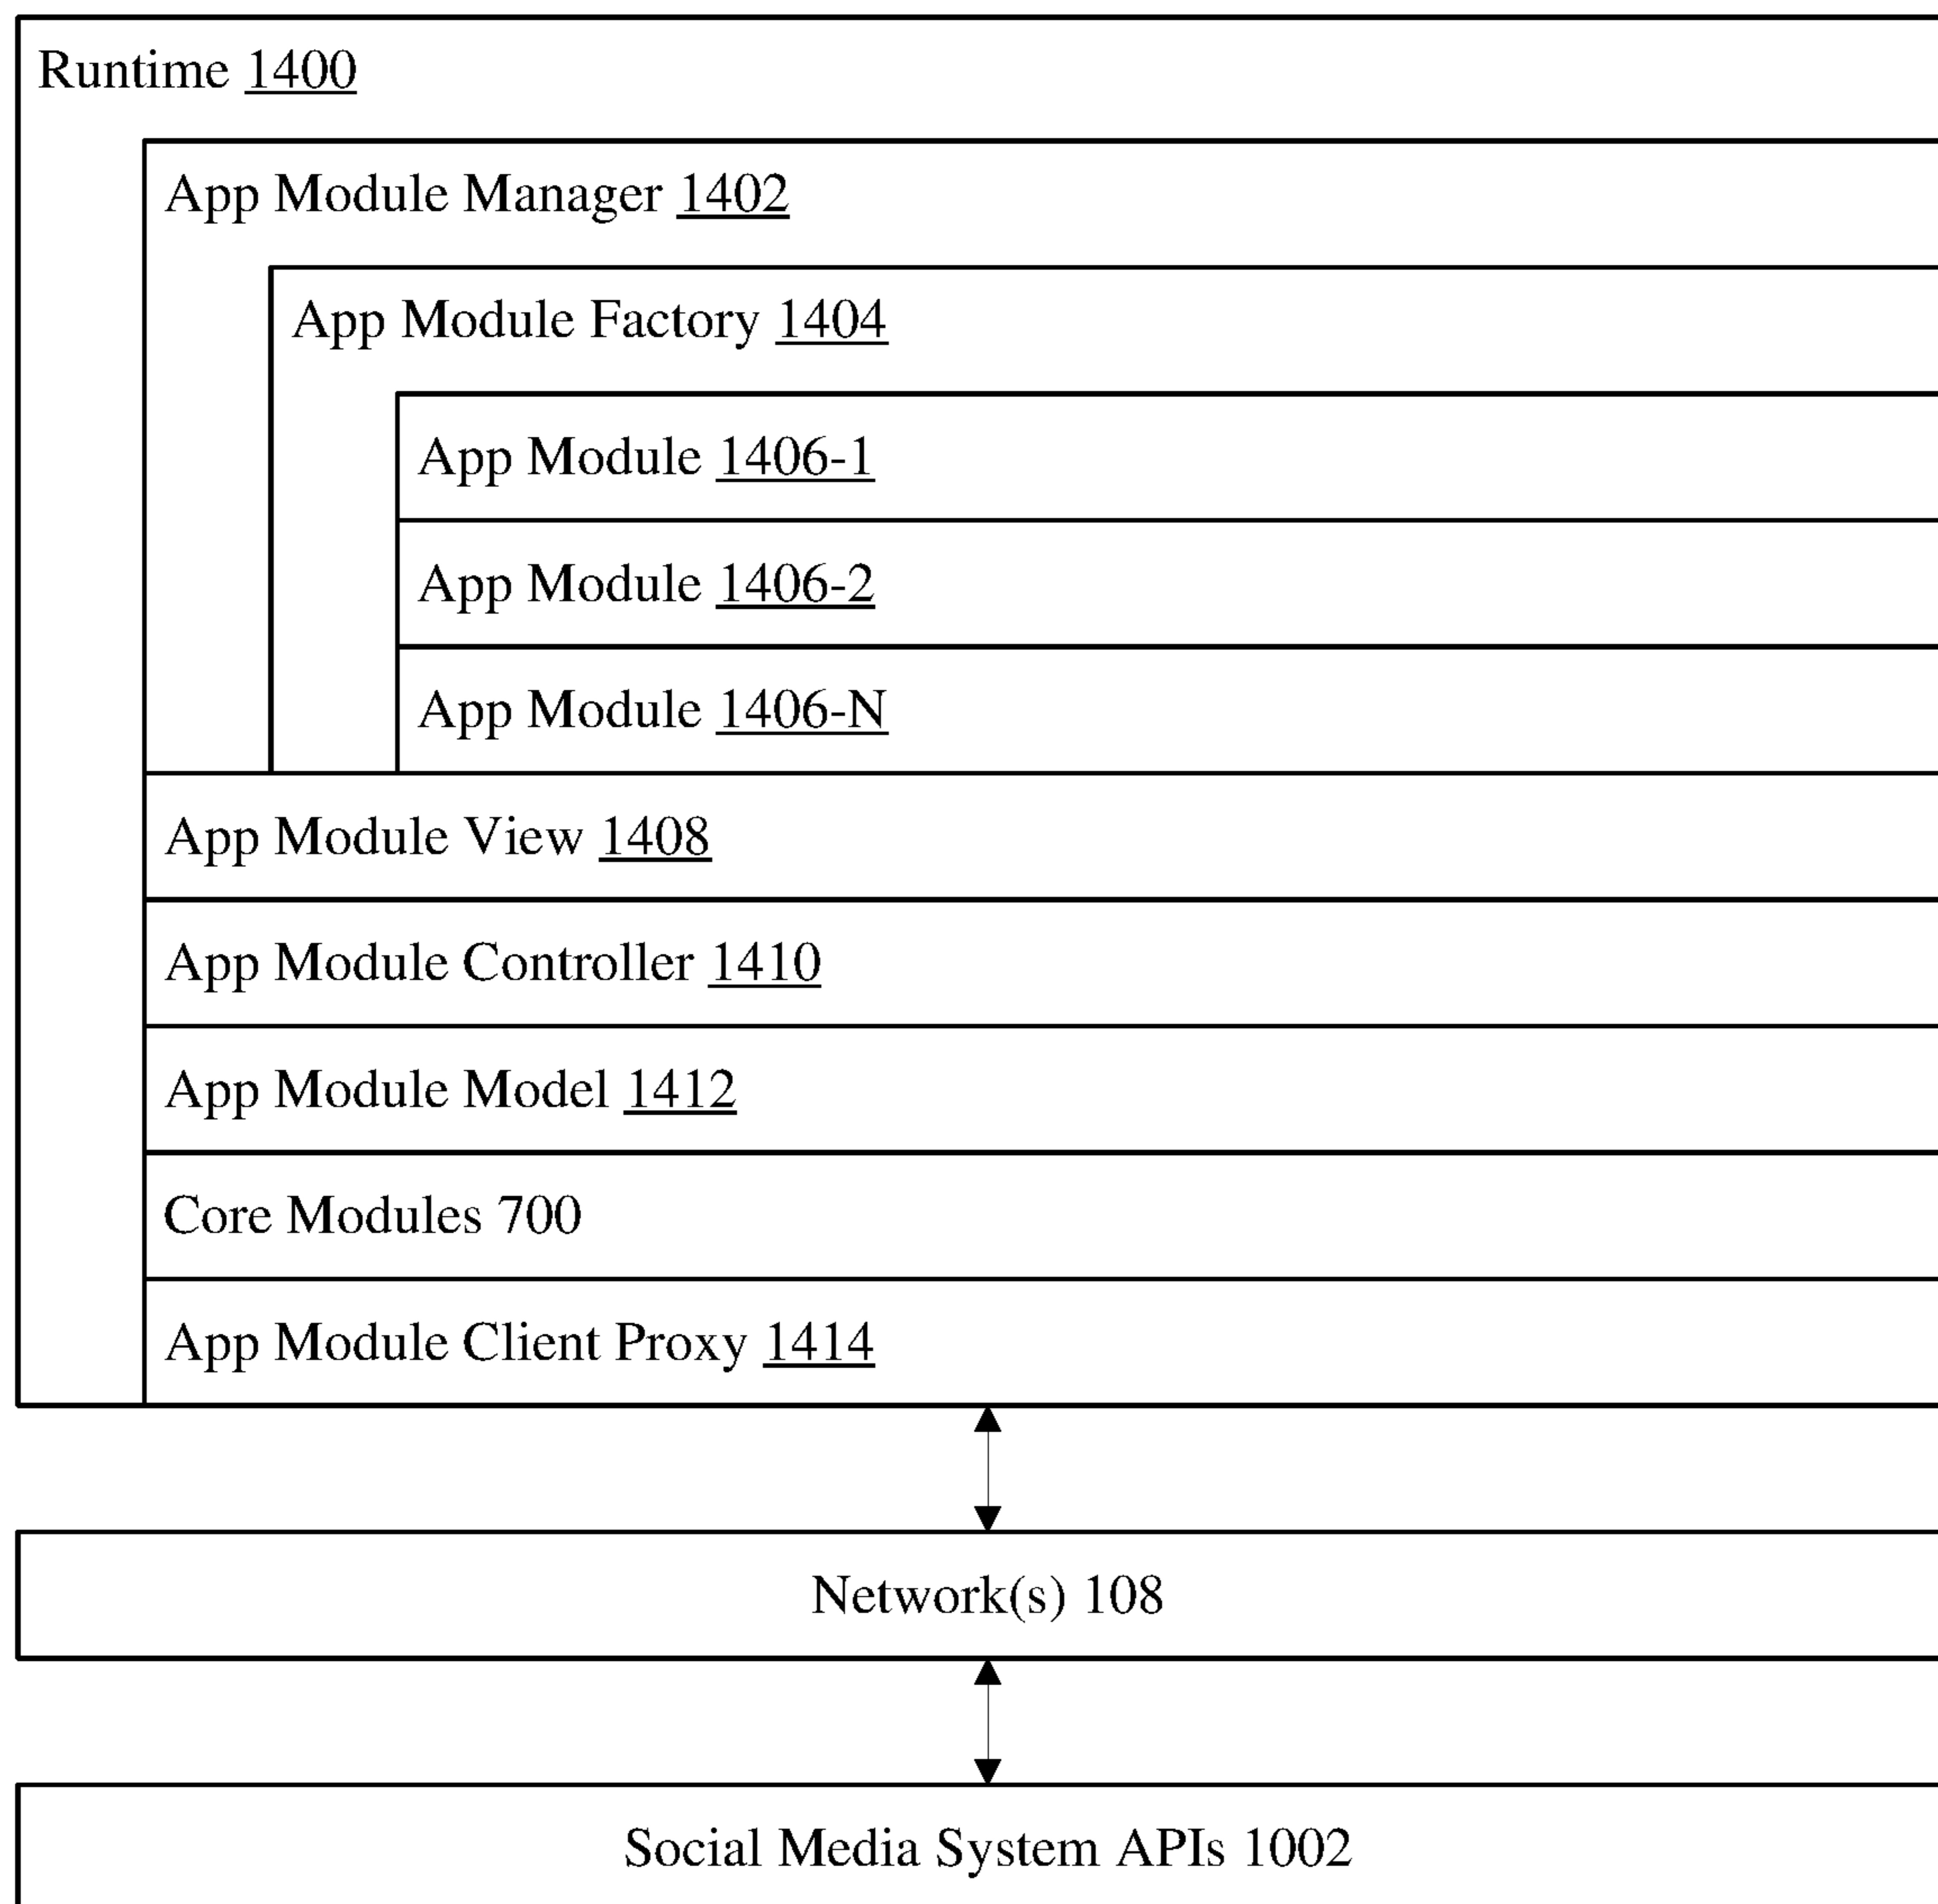 Runtime 1400
App Module Manager 1402
App Module Factory 1404
App Module 1406-1
App Module 1406-2
App Module 1406-N
App Module View 1408
App Module Controller 1410
App Module Model 1412
Core Modules 700
App Module Client Proxy 1414
Network(s) 108
Social Media System APIs 1002